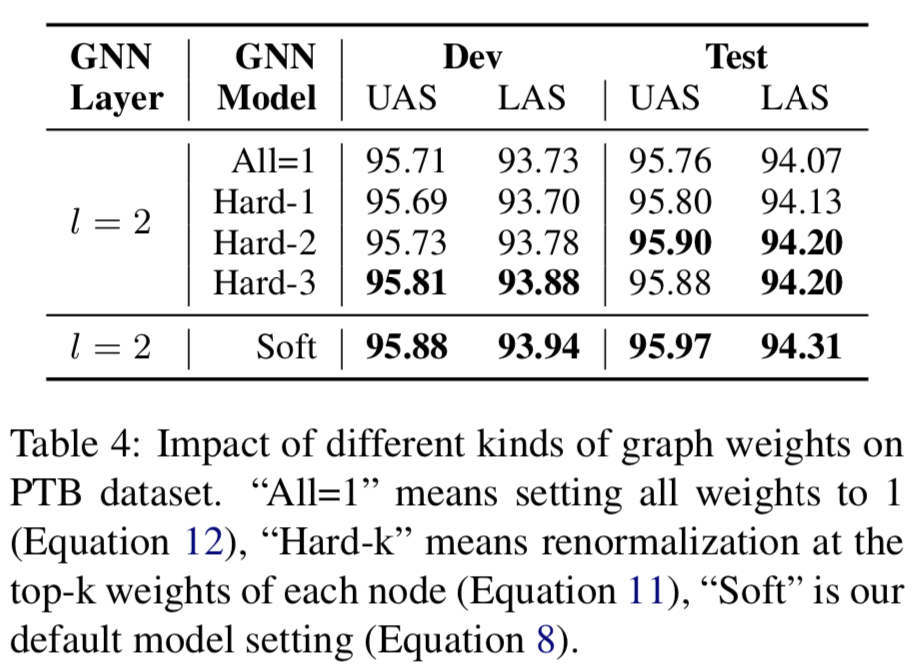 GNN GNN Dev Test
Layer Model UAS LAS UAS LAS
All=1 95.71 93.73 95.76 94.07
Hard-1 95.69 93.70 95.80 94.13
l = 2
Hard-2 95.73 93.78 95.90 94.20
Hard-3 95.81 93.88 95.88 94.20
l = 2 Soft 95.88 93.94 95.97 94.31
Table 4: Impact of different kinds of graph weights on
PTB dataset. “All=1” means setting all weights to 1
(Equation 12), “Hard-k” means renormalization at the
top-k weights of each node (Equation 11), “Soft” is our
default model setting (Equation 8).